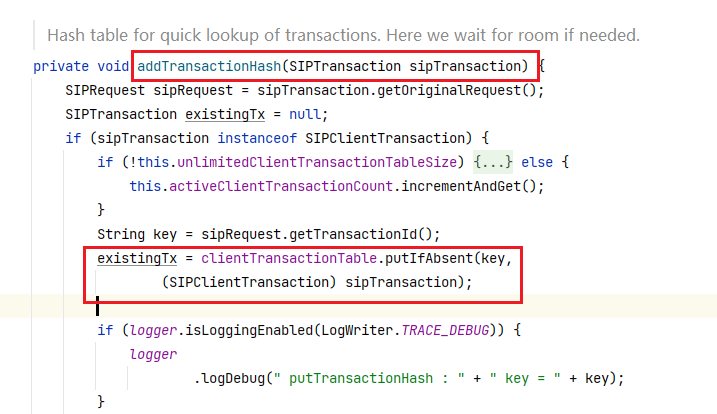 Hash table for quick lookup of transactions. Here we wait for room if needed.
private void addTransactionHash(SIPTransaction sipTransaction) {
SIPRequest sipRequest = sipTransaction.getOriginalRequest();
SIPTransaction existingTx = null;
if (sipTransaction instanceof SIPClientTransaction) {
if (!this.unlimitedClientTransactionTableSize) {...} else {
this.activeClientTransactionCount.incrementAndGet();
}
String key = sipRequest.getTransactionId();
existingTx = clientTransactionTable.putIfAbsent(key,
(SIPClientTransaction) sipTransaction);
if (logger.isLoggingEnabled(LogWriter.TRACE_DEBUG)) {
logger
.logDebug(" putTransactionHash : " + " key = " + key);
}